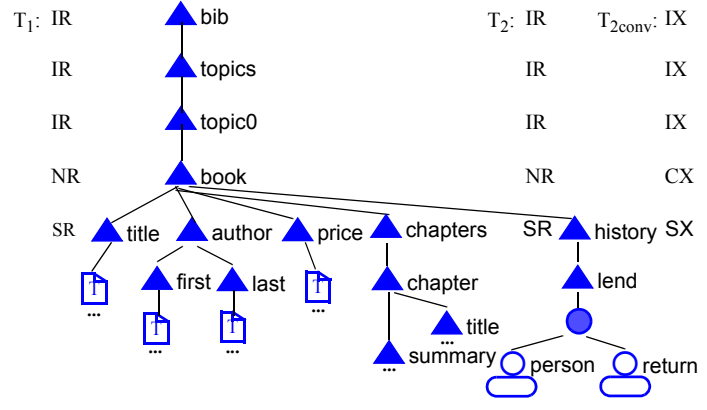 T1: IR bib T2: IR T2conv: IX
IR topics IR IX
IR topic0 IR IX
NR book NR CX
SR title author price chapters SR history SX
T first last T chapter lend
...
...
T T title
... ... ...
summary person return
...